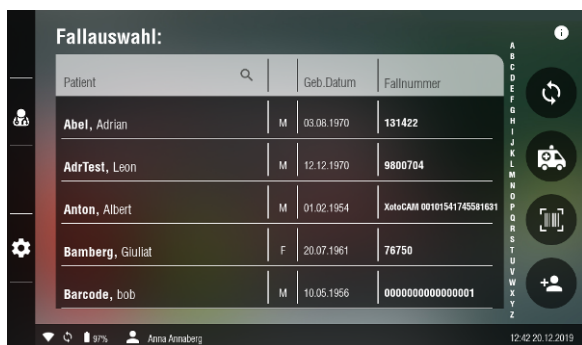 Fallauswahl:
Patient Geb.Datum Fallnummer
Abel, Adrian M 03.08.1970 131422
AdrTest, Leon M 12.12.1970 9800704
Anton, Albert M 01.02.1954 XotoCAM 00101541745581631
Bamberg, Giuliat F 20.07.1961 76750
Barcode, bob M 10.05.1956 0000000000000001
A
B
C
D
E
F
G
H
I
J
K
L
M
N
O
P
Q
R
S
T
U
V
W
X
Y
Z
97% Anna Annaberg 12:42 20.12.2019